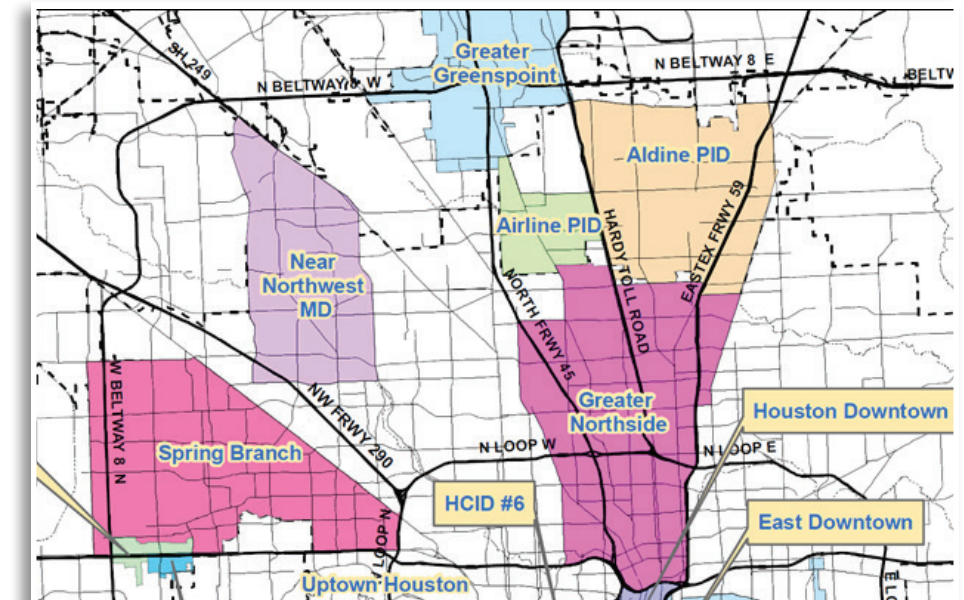 Greater
Greenspoint
SH 249
N BELTWAY 8 W
N BELTWAY 8 E
BELTW
Aldine PID
Airline PID
HARDY TOLL ROAD
EASTEX FRWY 59
Near
Northwest
MD
NORTH FRWY 45
W BELTWAY 8 N
NW FRWY 290
Greater
Northside
Houston Downtown
N LOOP W
N LOOP E
Spring Branch
HCID #6
East Downtown
N LOOP
Uptown Houston
E LO